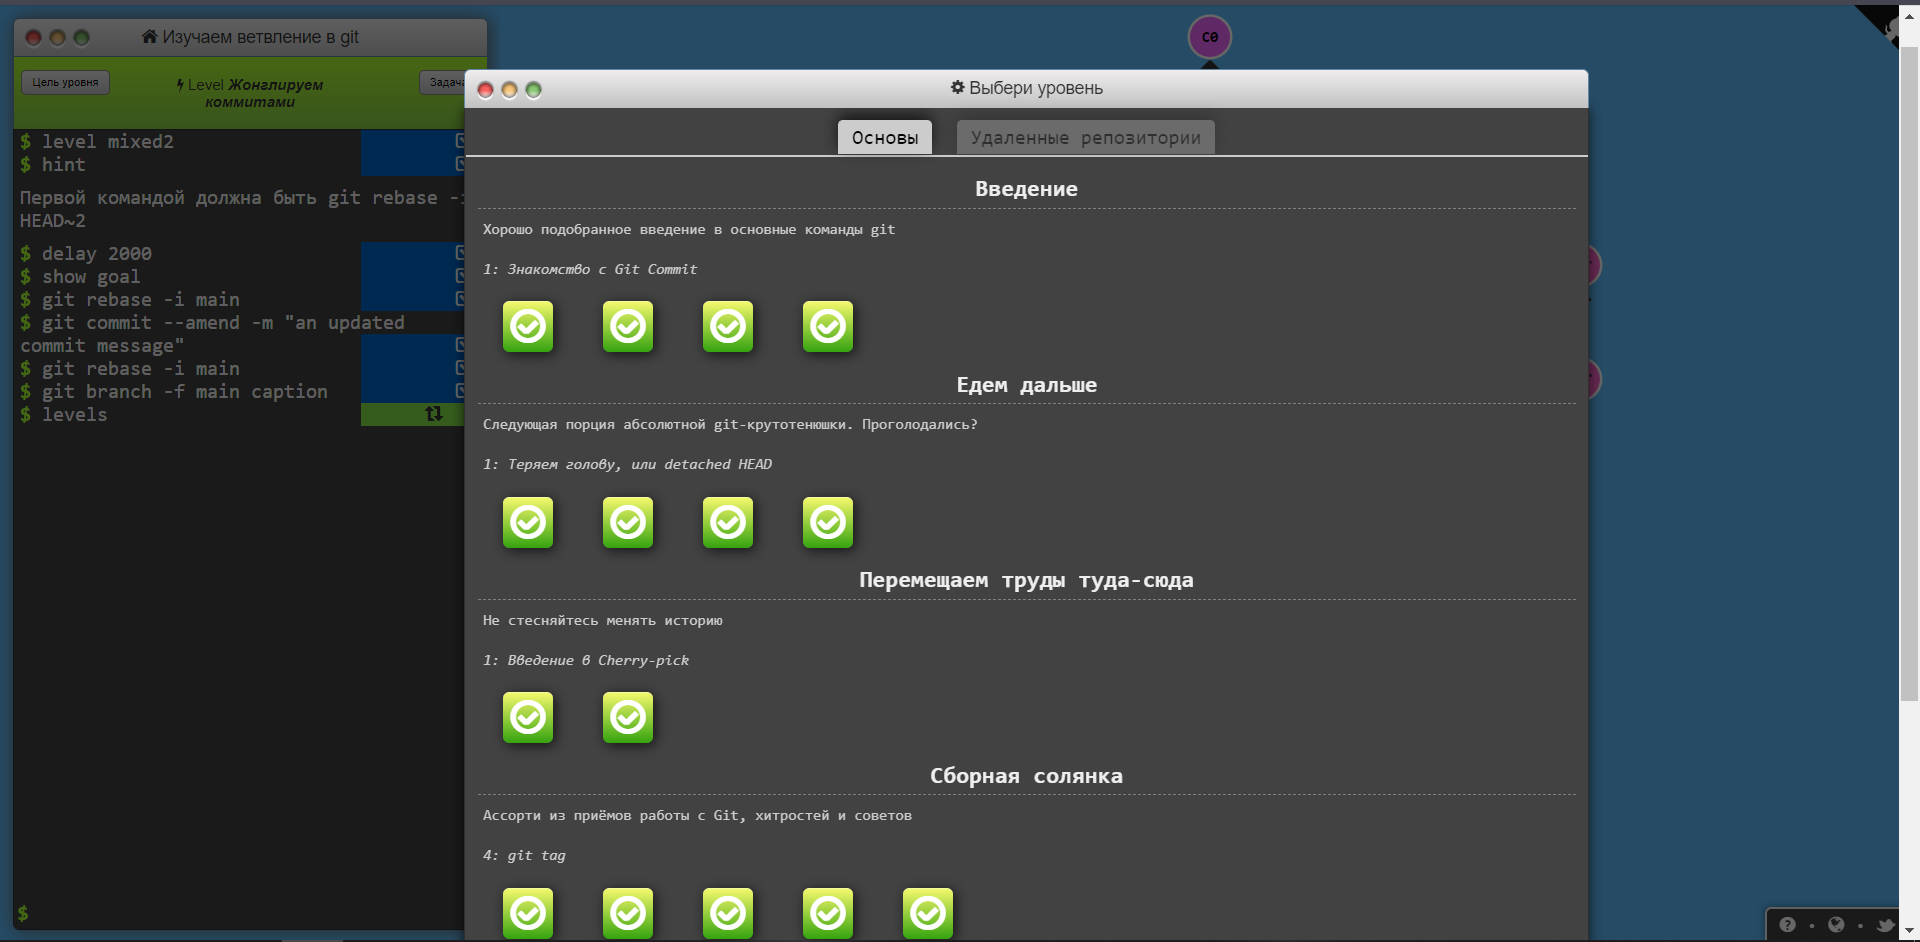 Изучаем ветвление в git
Цель уровня
Level Жонглируем
коммитами
$ level mixed2
$ hint
Первой командой должна быть git rebase
HEAD~2
$ delay 2000
$ show goal
$ git rebase -i main
$ git commit --amend -m "an updated
commit message"
$ git rebase -i main
$ git branch -f main caption
$ levels
$
C0
Выбери уровень
Основы
Удаленные репозитории
Введение
Хорошо подобранное введение в основные команды git
1: Знакомство с Git Commit
Едем дальше
Следующая порция абсолютной git-крутотенюшки. Проголодались?
1: Теряем голову, или detached HEAD
Перемещаем труды туда-сюда
Не стесняйтесь менять историю
1: Введение в Cherry-pick
Сборная солянка
Ассорти из приёмов работы с Git, хитростей и советов
4: git tag